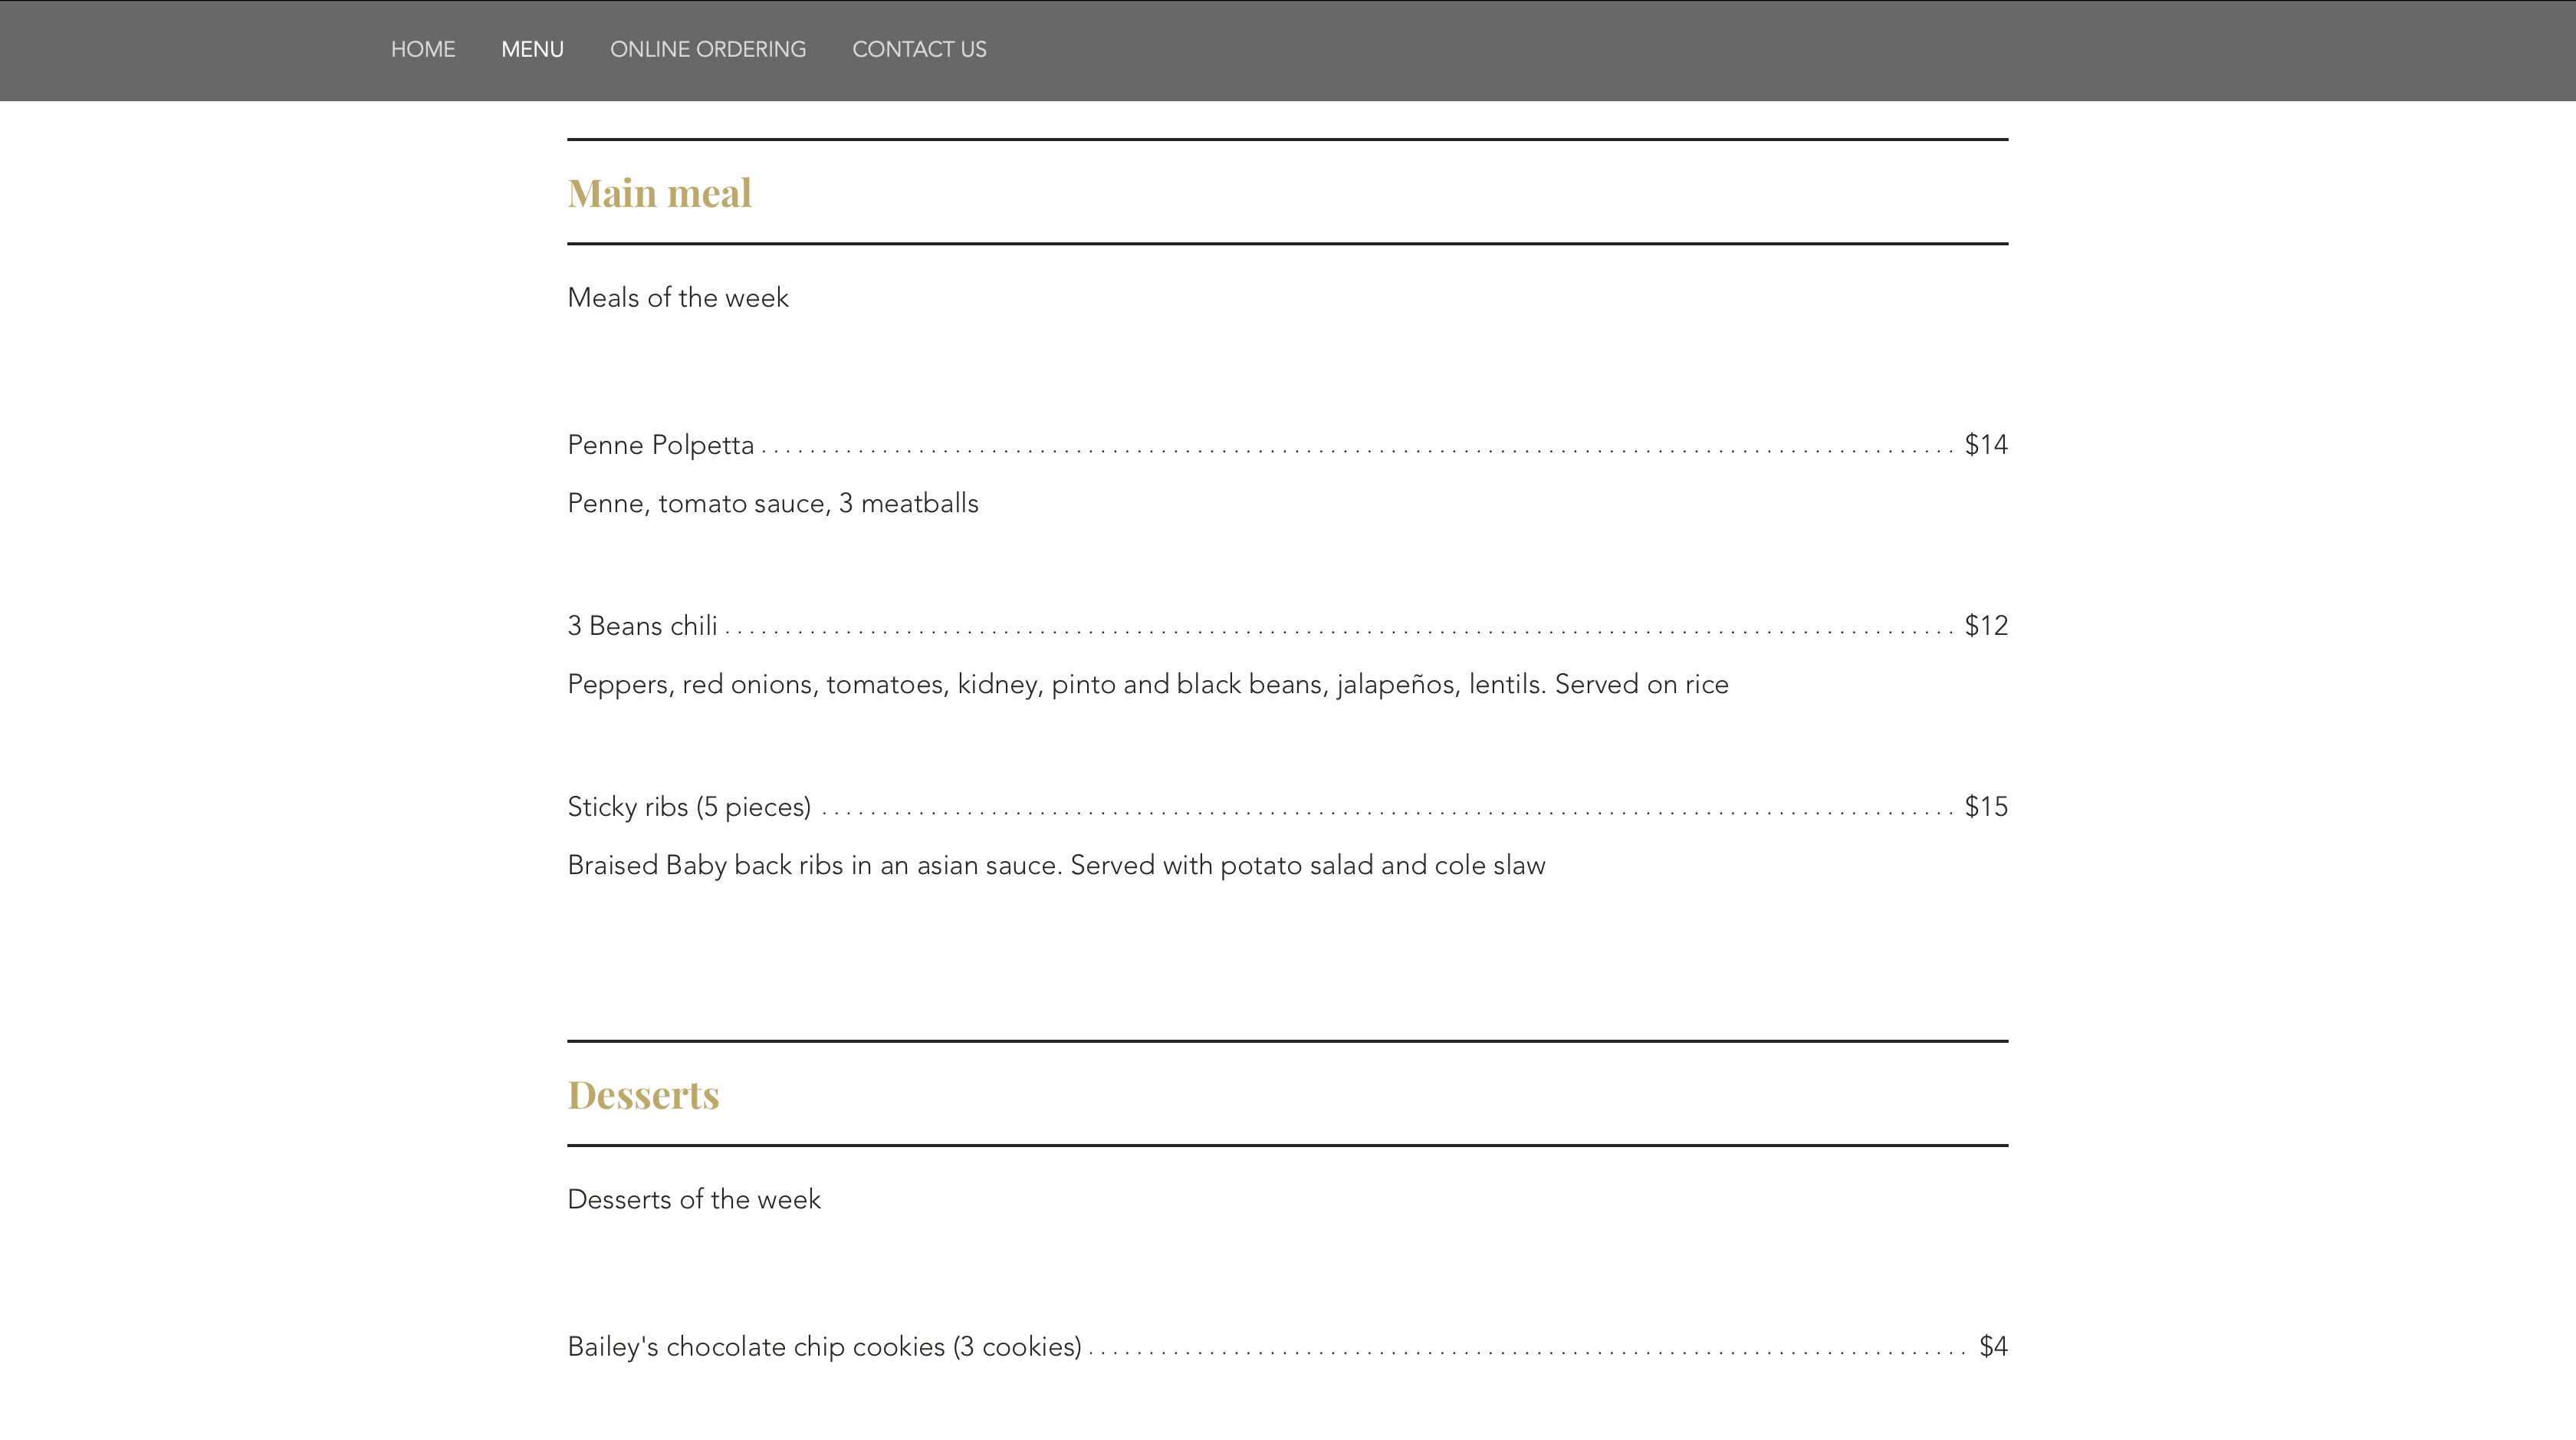 HOME MENU ONLINE ORDERING CONTACT US
Main meal
Meals of the week
Penne Polpetta . . . . . . . . . . . . . . . . . . . . $14
Penne, tomato sauce, 3 meatballs
3 Beans chili . . . . . . . . . . . . . . . . . . . . $12
Peppers, red onions, tomatoes, kidney, pinto and black beans, jalapeños, lentils. Served on rice
Sticky ribs (5 pieces) . . . . . . . . . . . . . . . . . . . . $15
Braised Baby back ribs in an asian sauce. Served with potato salad and cole slaw
Desserts
Desserts of the week
Bailey's chocolate chip cookies (3 cookies) . . . . . . . . . . . . . . . . . . . . $4